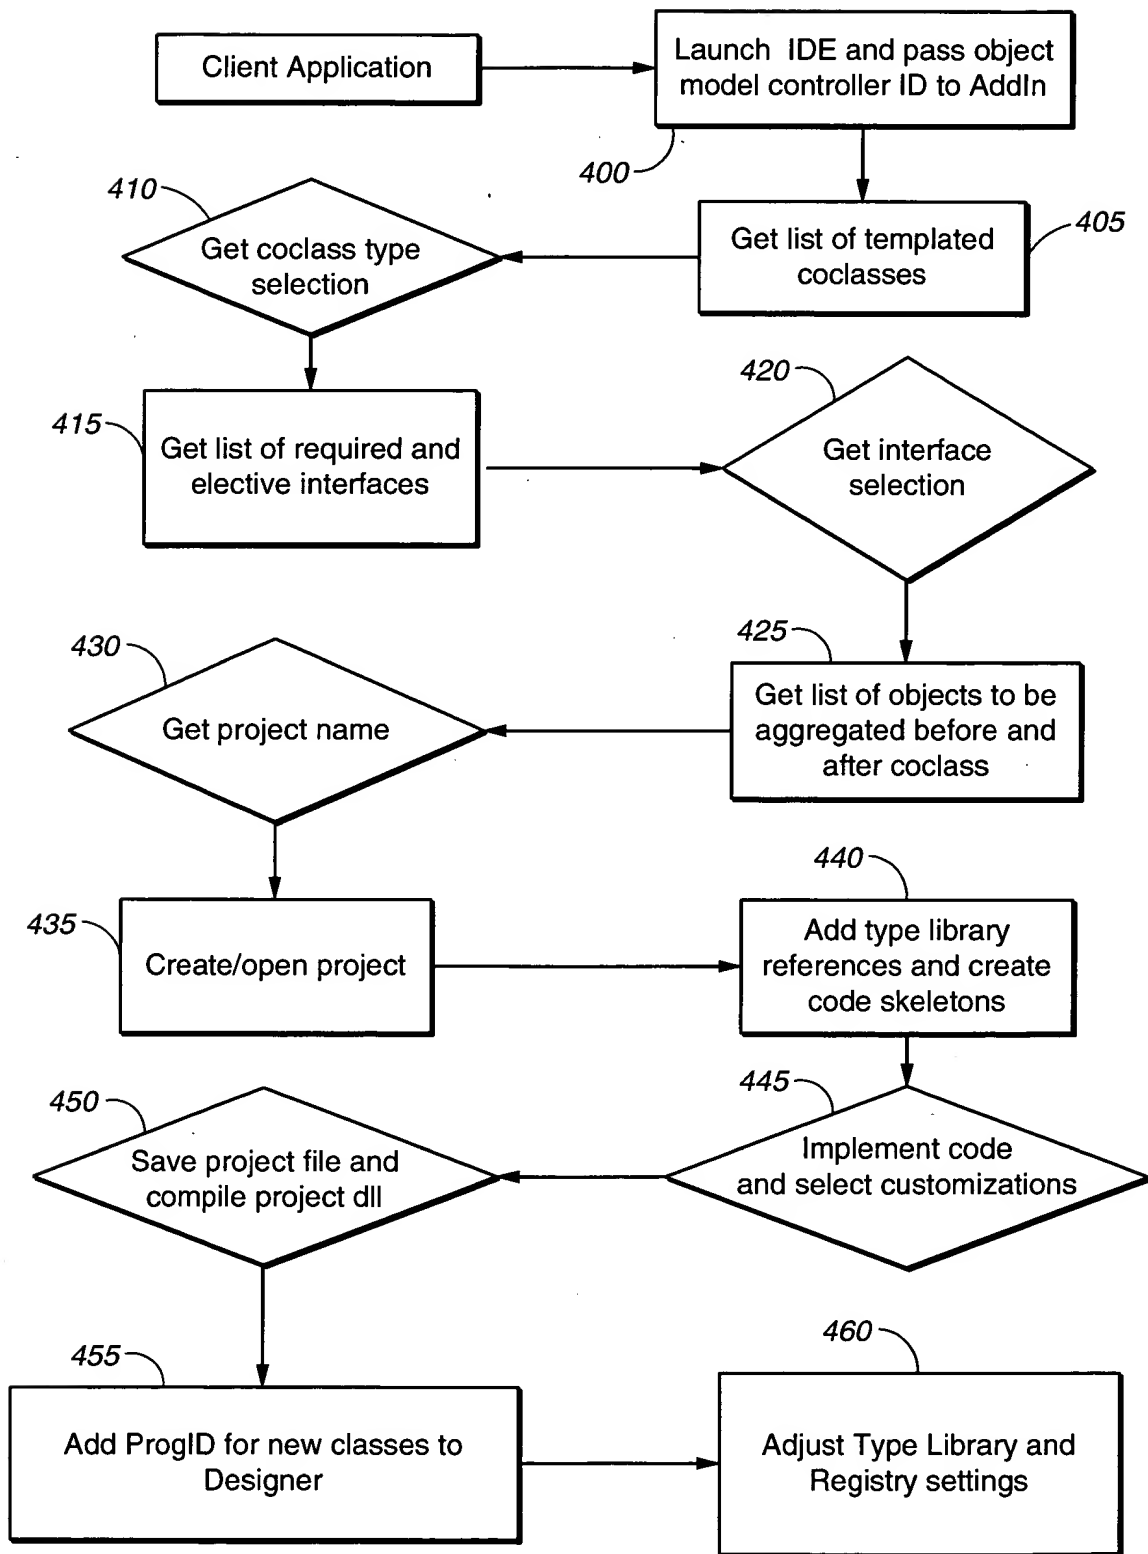 Client Application
Launch IDE and pass object
model controller ID to AddIn
400
410
Get coclass type
selection
Get list of templated
coclasses
405
415
Get list of required and
elective interfaces
420
Get interface
selection
425
Get list of objects to be
aggregated before and
after coclass
430
Get project name
435
Create/open project
440
Add type library
references and create
code skeletons
445
Implement code
and select customizations
450
Save project file and
compile project dll
455
Add ProgID for new classes to
Designer
460
Adjust Type Library and
Registry settings